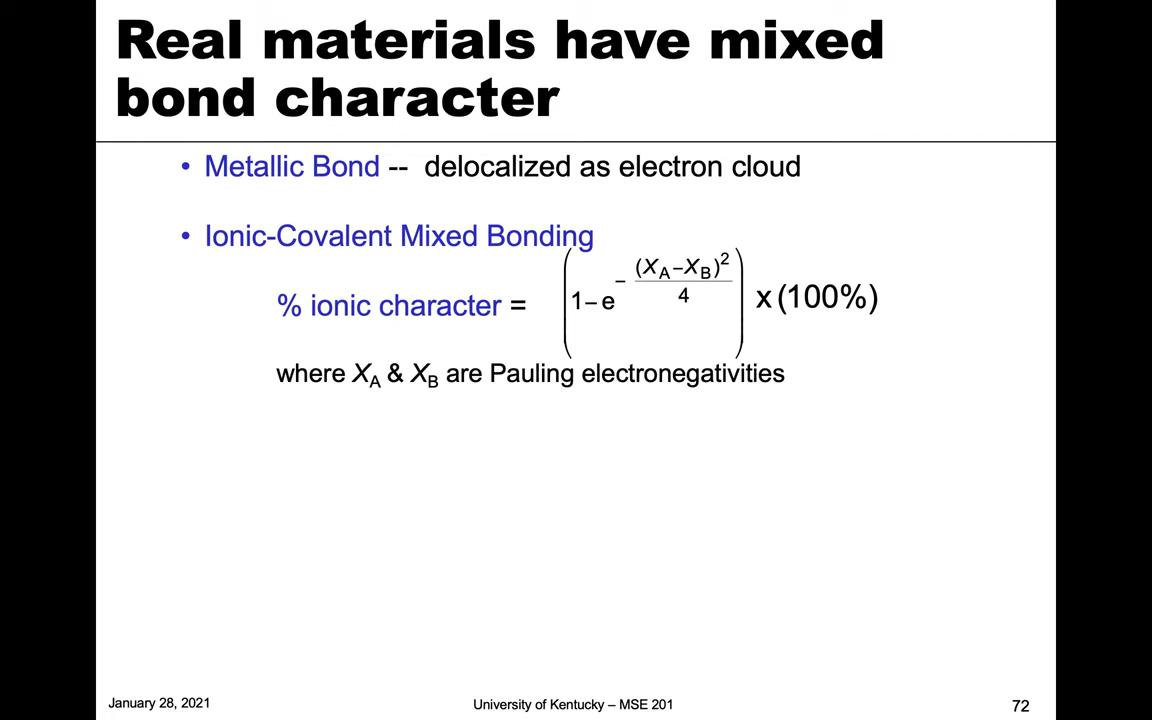 Real materials have mixed
bond character
• Metallic Bond -- delocalized as electron cloud
• Ionic-Covalent Mixed Bonding
% ionic character = (1 – e^(– (X_A – X_B)^2 / 4)) x (100%)
where X_A & X_B are Pauling electronegativities
January 28, 2021 University of Kentucky – MSE 201 72